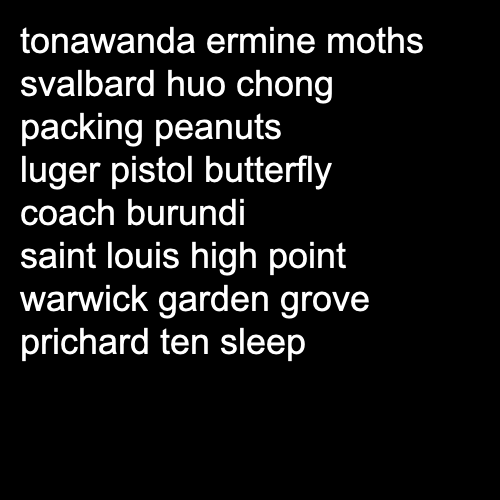 tonawanda ermine moths
svalbard huo chong
packing peanuts
luger pistol butterfly
coach burundi
saint louis high point
warwick garden grove
prichard ten sleep